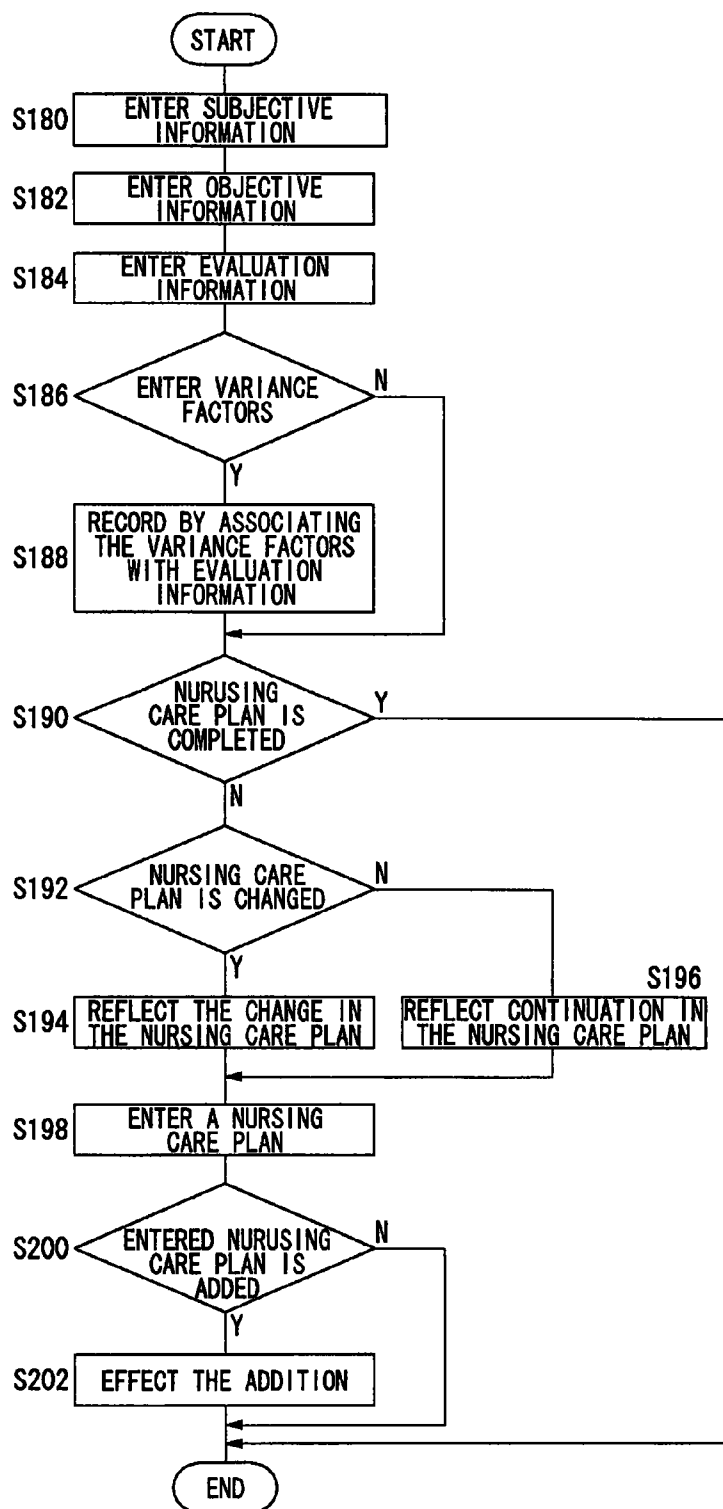 START
S180
ENTER SUBJECTIVE
INFORMATION
S182
ENTER OBJECTIVE
INFORMATION
S184
ENTER EVALUATION
INFORMATION
S186
ENTER VARIANCE
FACTORS
N
Y
S188
RECORD BY ASSOCIATING
THE VARIANCE FACTORS
WITH EVALUATION
INFORMATION
S190
NURUSING
CARE PLAN IS
COMPLETED
Y
N
S192
NURSING CARE
PLAN IS CHANGED
N
Y
S194
REFLECT THE CHANGE IN
THE NURSING CARE PLAN
S196
REFLECT CONTINUATION IN
THE NURSING CARE PLAN
S198
ENTER A NURSING
CARE PLAN
S200
ENTERED NURUSING
CARE PLAN IS
ADDED
N
Y
S202
EFFECT THE ADDITION
END